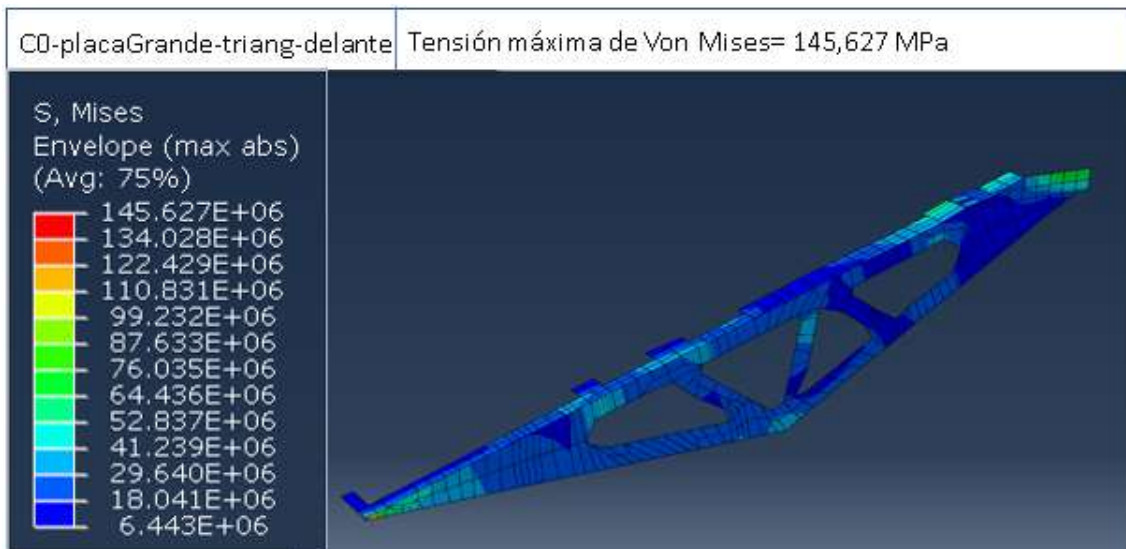 C0-placaGrande-triang-delante
Tensión máxima de Von Mises= 145,627 MPa
S, Mises
Envelope (max abs)
(Avg: 75%)
145.627E+06
134.028E+06
122.429E+06
110.831E+06
99.232E+06
87.633E+06
76.035E+06
64.436E+06
52.837E+06
41.239E+06
29.640E+06
18.041E+06
6.443E+06